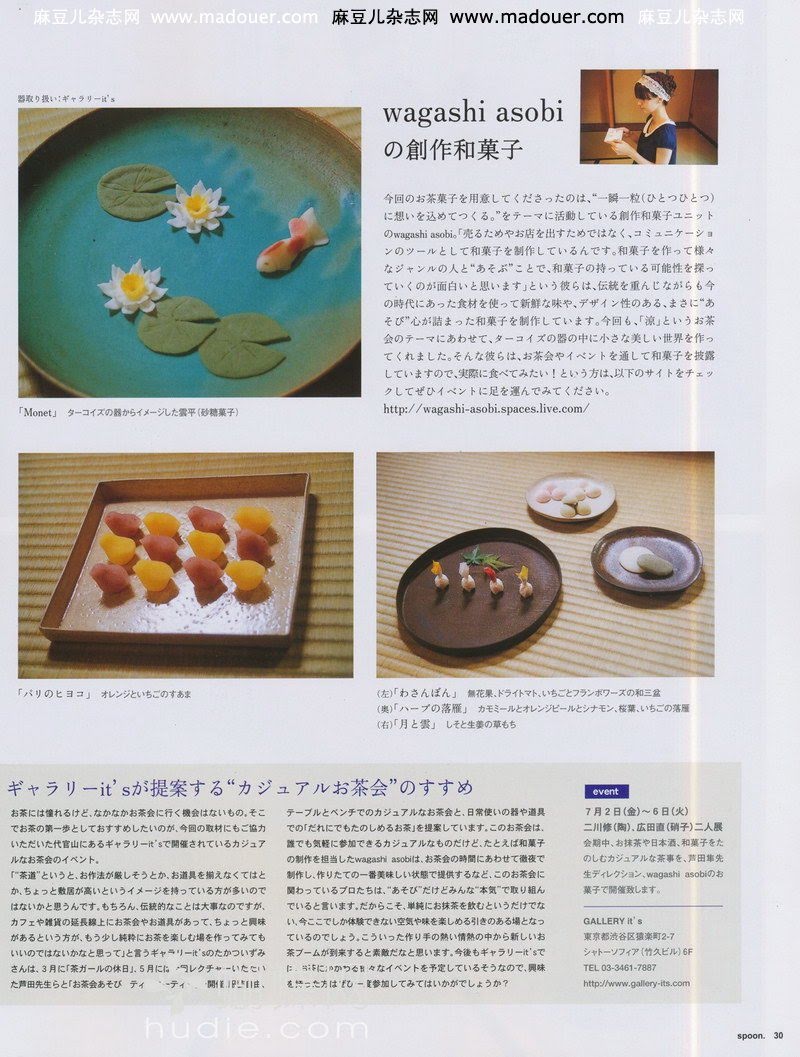 麻豆儿杂志网 www.madouer.com 麻豆儿杂志网 www.madouer.com 麻豆儿杂志网
器取り扱い:ギャラリーit's
wagashi asobi
の創作和菓子
今回のお茶菓子を用意してくださったのは、“一瞬一粒(ひとつひとつ)
に想いを込めてつくる。”をテーマに活動している創作和菓子ユニット
のwagashi asobi。「売るためやお店を出すためではなく、コミュニケーショ
ンのツールとして和菓子を制作しているんです。和菓子を作って様々
なジャンルの人と“あそぶ”ことで、和菓子の持っている可能性を探っ
ていくのが面白いと思います」という彼らは、伝統を重んじながらも今
の時代にあった食材を使って新鮮な味や、デザイン性のある、まさに“あ
そび”心が詰まった和菓子を制作しています。今回も、「涼」というお茶
会のテーマにあわせて、ターコイズの器の中に小さな美しい世界を作っ
てくれました。そんな彼らは、お茶会やイベントを通して和菓子を披露
していますので、実際に食べてみたい！という方は、以下のサイトをチェッ
クしてぜひイベントに足を運んでみてください。
http://wagashi-asobi.spaces.live.com/
「Monet」 ターコイズの器からイメージした雲平(砂糖菓子)
「パリのヒヨコ」 オレンジといちごのすあま
(左)「わさんぼん」 無花果、ドライトマト、いちごとフランボワーズの和三盆
(奥)「ハーブの落雁」 カモミールとオレンジピールとシナモン、桜葉、いちごの落雁
(右)「月と雲」 しそと生姜の草もち
ギャラリーit'sが提案する“カジュアルお茶会”のすすめ
お茶には憧れるけど、なかなかお茶会に行く機会はないもの。そこ
でお茶の第一歩としておすすめしたいのが、今回の取材にもご協力
いただいた代官山にあるギャラリーit'sで開催されているカジュアル
なお茶会のイベント。
「“茶道”というと、お作法が厳しそうとか、お道具を揃えなくてはと
か、ちょっと敷居が高いというイメージを持っている方が多いので
はないかと思うんです。もちろん、伝統的なことは大事なのですが、
カフェや雑貨の延長線上にお茶会やお道具があって、ちょっと興味
があるという方が、もう少し純粋にお茶を楽しむ場を作ってみても
いいのではないかなと思って」と言うギャラリーit'sのたかついずみ
さんは、3月に「茶ガールの休日」、5月に
た芦田先生らと「お茶会あそび
テーブルとベンチでのカジュアルなお茶会と、日常使いの器や道具
での「だれにでもたのしめるお茶」を提案しています。このお茶会は、
誰でも気軽に参加できるカジュアルなものだけど、たとえば和菓子
の制作を担当したwagashi asobiは、お茶会の時間にあわせて徹夜で
制作し、作りたての一番美味しい状態で提供するなど、このお茶会に
関わっているプロたちは、“あそび”だけどみんな“本気”で取り組ん
でいると言います。だからこそ、単純にお抹茶を飲むというだけでな
い、今ここでしか体験できない空気や味を楽しめる引きのある場となっ
ているのでしょう。こういった作り手の熱い情熱の中から新しいお
茶ブームが到来すると素敵だなと思います。今後もギャラリーit'sで
イベントを予定しているそうなので、興味
参加してみてはいかがでしょうか？
event
7月2日(金)〜6日(火)
二川修(陶)、広田直(硝子)二人展
会期中、お抹茶や日本酒、和菓子をた
のしむカジュアルな茶事を、芦田隼先
生ディレクション、wagashi asobiのお
菓子で開催致します。
GALLERY it's
東京都渋谷区猿楽町2-7
シャトーソフィア(竹久ビル)6F
TEL 03-3461-7887
http://www.gallery-its.com
hudie.com
spoon. 30